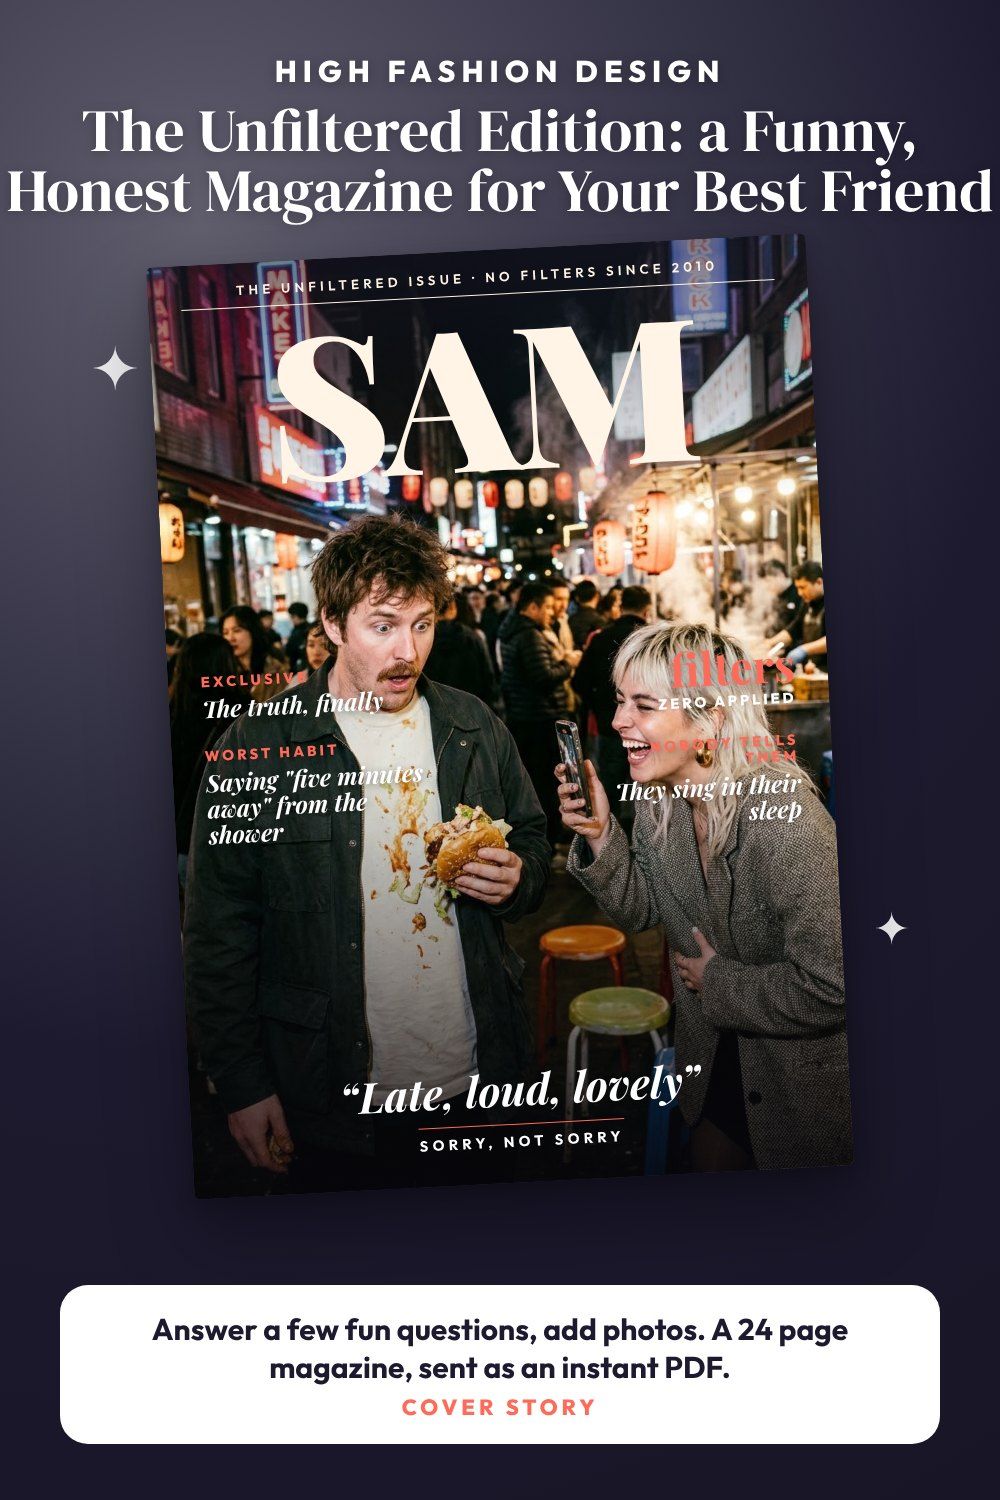 HIGH FASHION DESIGN
The Unfiltered Edition: a Funny,
Honest Magazine for Your Best Friend
THE UNFILTERED ISSUE · NO FILTERS SINCE 2010
SAM
EXCLUSIVE
The truth, finally
WORST HABIT
Saying "five minutes
away" from the
shower
filters
ZERO APPLIED
NOBODY TELLS
THEM
They sing in their
sleep
“Late, loud, lovely”
SORRY, NOT SORRY
Answer a few fun questions, add photos. A 24 page
magazine, sent as an instant PDF.
COVER STORY